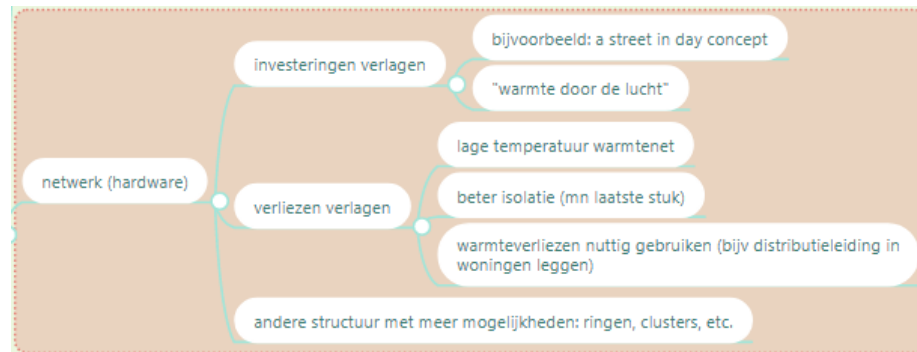 bijvoorbeeld: a street in day concept
investeringen verlagen
"warmte door de lucht"
lage temperatuur warmtenet
netwerk (hardware)
beter isolatie (mn laatste stuk)
verliezen verlagen
warmteverliezen nuttig gebruiken (bijv distributieleiding in
woningen leggen)
andere structuur met meer mogelijkheden: ringen, clusters, etc.